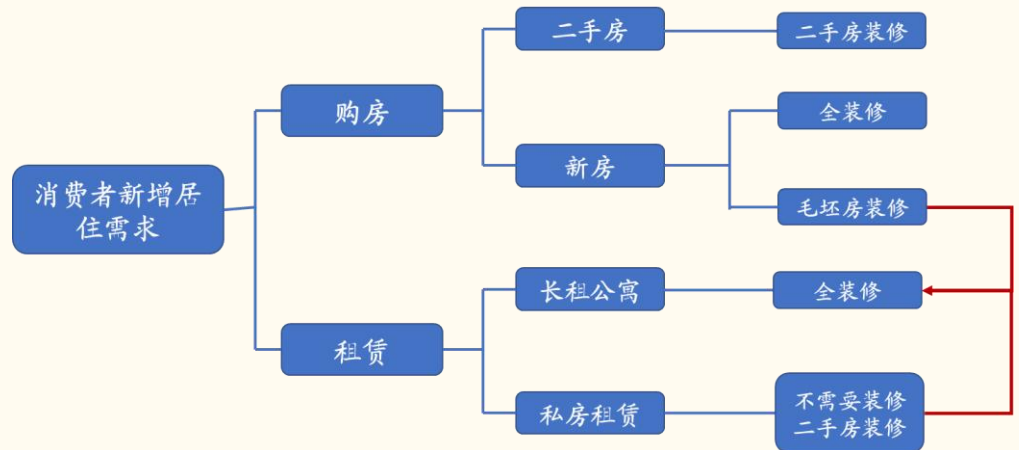 二手房
二手房装修
购房
全装修
新房
毛坯房装修
消费者新增居
住需求
长租公寓
全装修
租赁
私房租赁
不需要装修
二手房装修